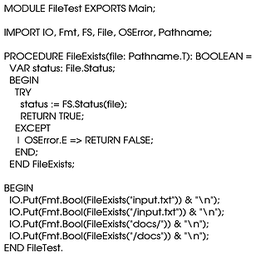 MODULE FileTest EXPORTS Main;

IMPORT IO, Fmt, FS, File, OSError, Pathname;

PROCEDURE FileExists(file: Pathname.T): BOOLEAN =
  VAR status: File.Status;
  BEGIN
    TRY
      status := FS.Status(file);
      RETURN TRUE;
    EXCEPT
    | OSError.E => RETURN FALSE;
    END;
  END FileExists;

BEGIN
  IO.Put(Fmt.Bool(FileExists("input.txt")) & "\n");
  IO.Put(Fmt.Bool(FileExists("/input.txt")) & "\n");
  IO.Put(Fmt.Bool(FileExists("docs/")) & "\n");
  IO.Put(Fmt.Bool(FileExists("/docs")) & "\n");
END FileTest.